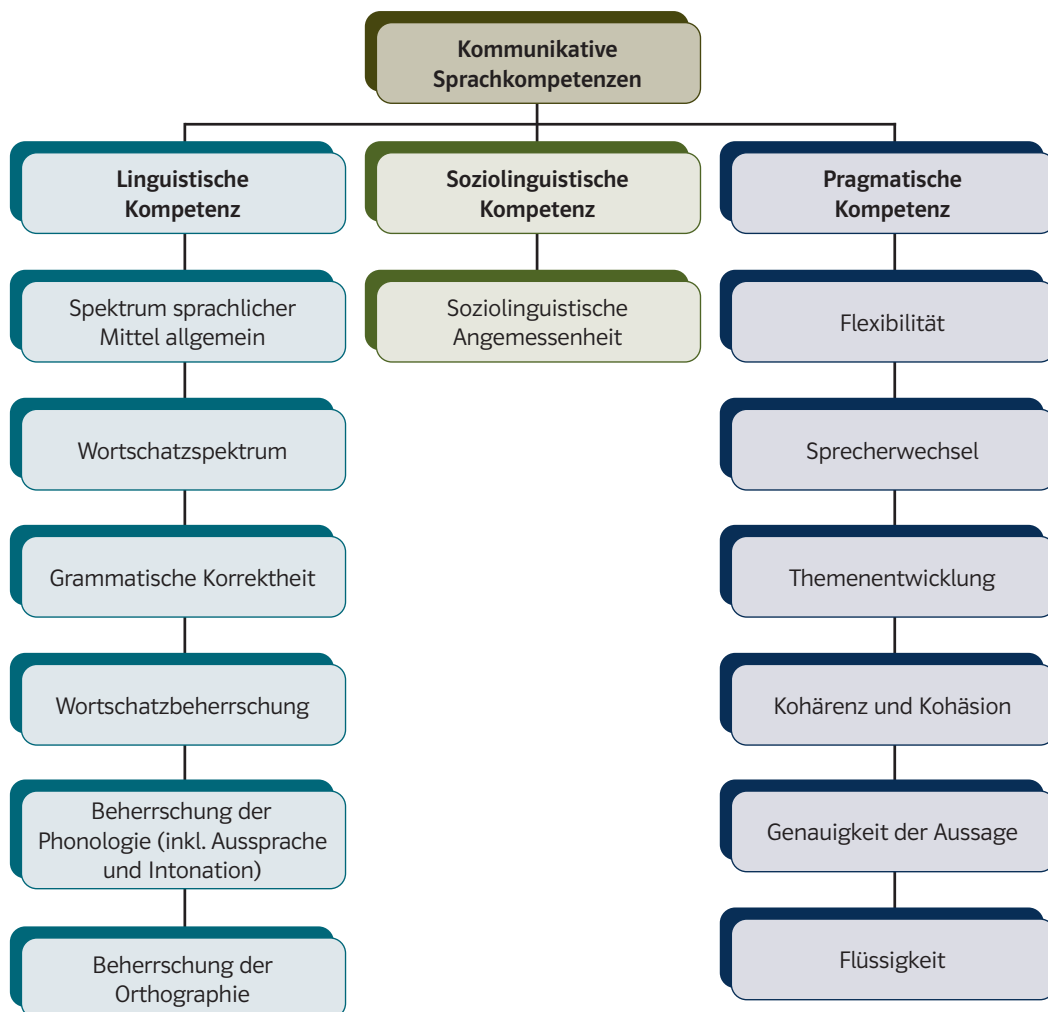 Kommunikative
Sprachkompetenzen
Linguistische
Kompetenz
Spektrum sprachlicher
Mittel allgemein
Wortschatzspektrum
Grammatische Korrektheit
Wortschatzbeherrschung
Beherrschung der
Phonologie (inkl. Aussprache
und Intonation)
Beherrschung der
Orthographie
Soziolinguistische
Kompetenz
Soziolinguistische
Angemessenheit
Pragmatische
Kompetenz
Flexibilität
Sprecherwechsel
Themenentwicklung
Kohärenz und Kohäsion
Genauigkeit der Aussage
Flüssigkeit